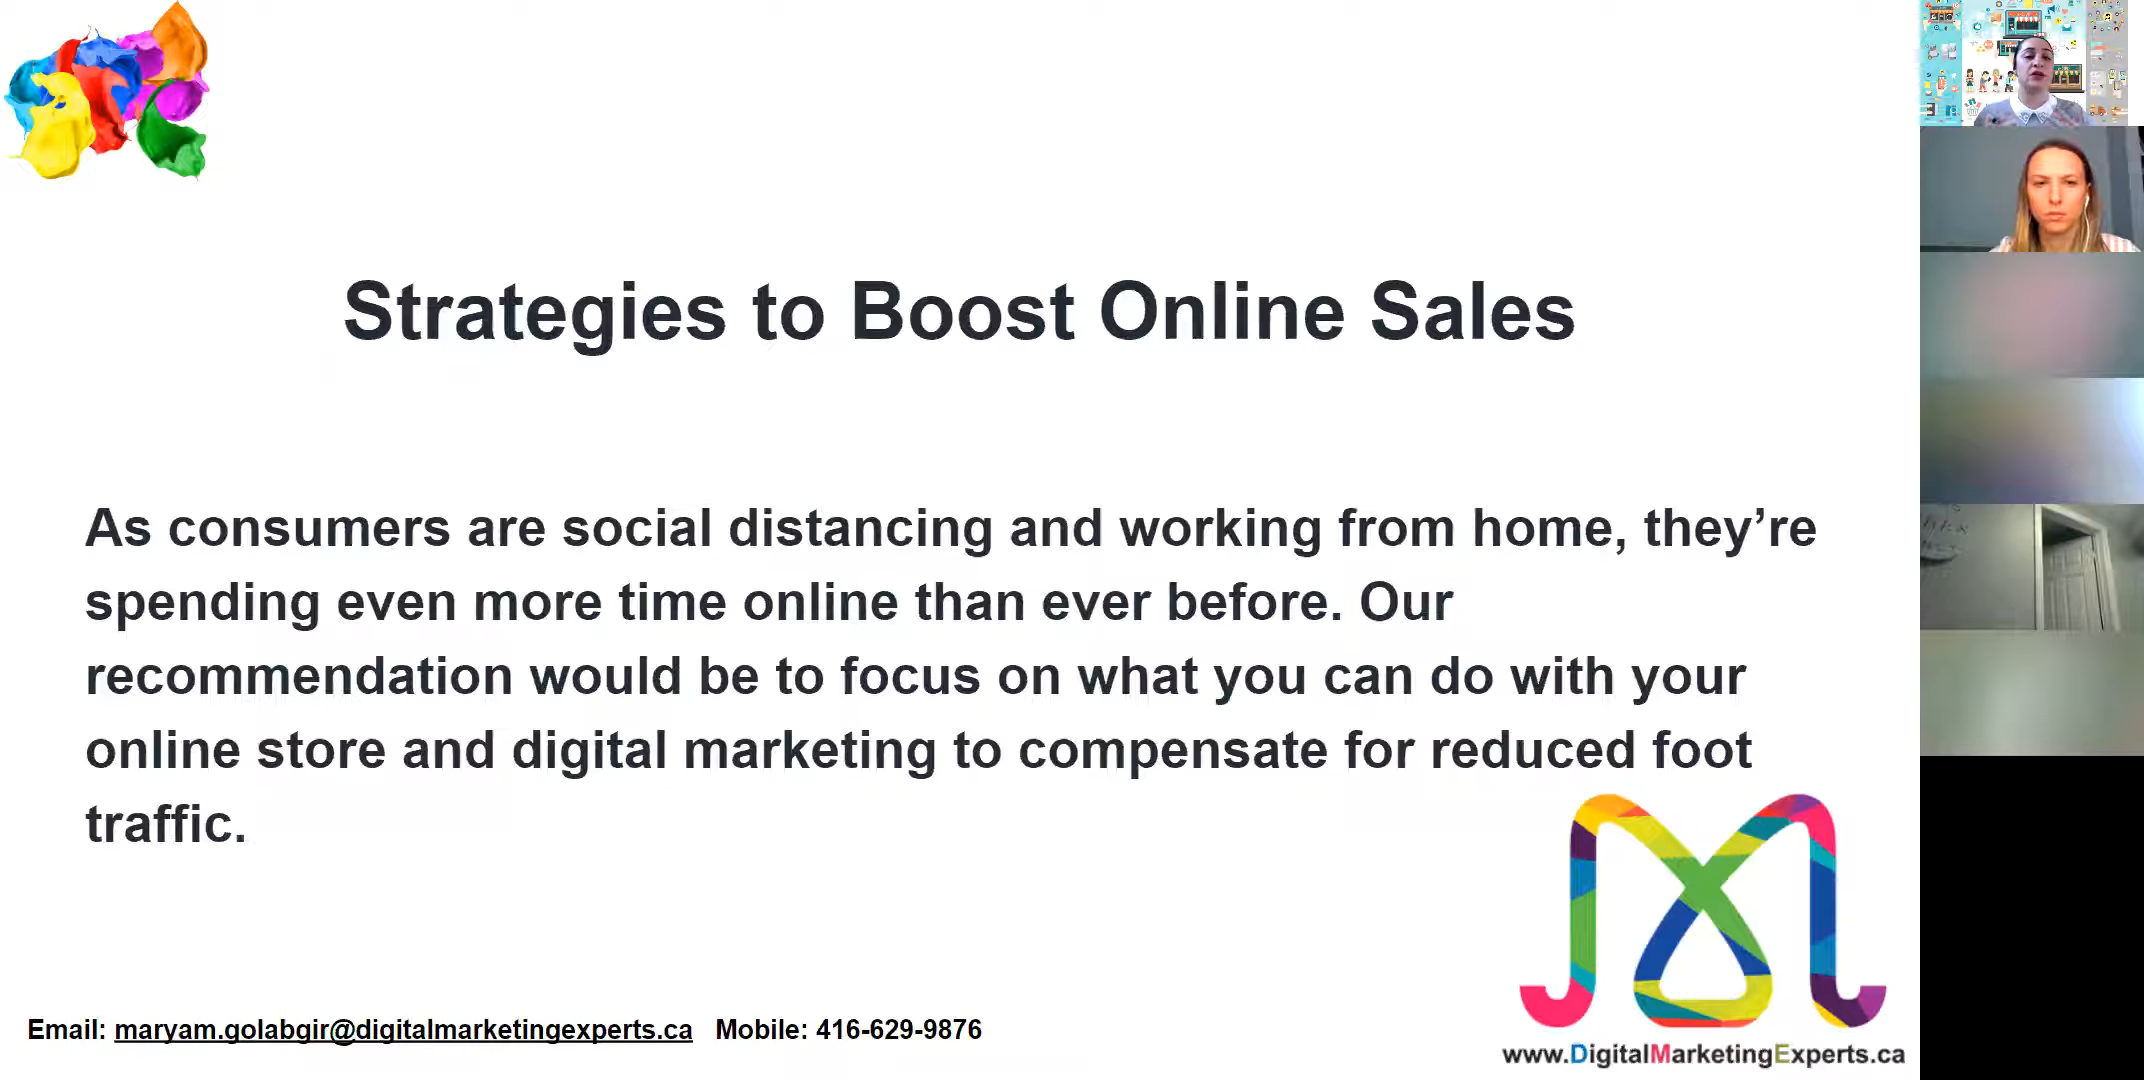 Strategies to Boost Online Sales
As consumers are social distancing and working from home, they’re
spending even more time online than ever before. Our
recommendation would be to focus on what you can do with your
online store and digital marketing to compensate for reduced foot
traffic.
Email: maryam.golabgir@digitalmarketingexperts.ca Mobile: 416-629-9876
www.DigitalMarketingExperts.ca